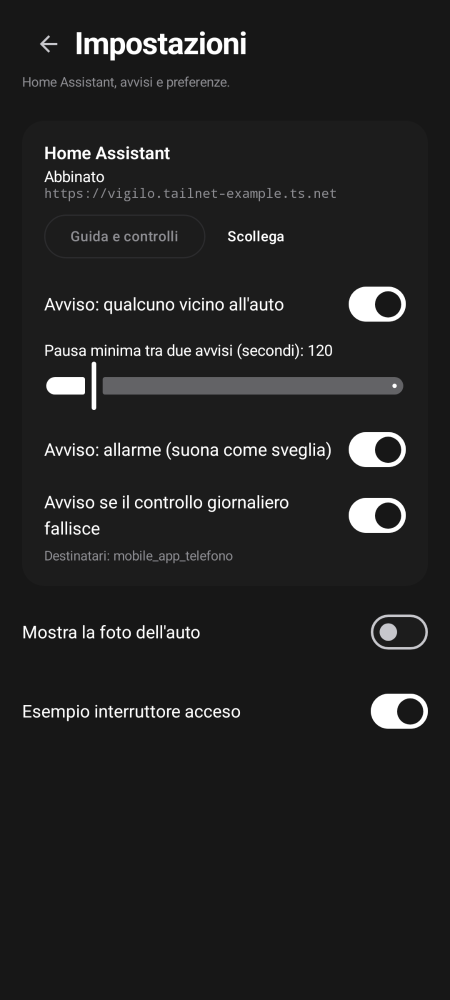 Impostazioni
Home Assistant, avvisi e preferenze.
Home Assistant
Abbinato
https://vigilo.tailnet-example.ts.net
Guida e controlli
Scollega
Avviso: qualcuno vicino all'auto
Pausa minima tra due avvisi (secondi): 120
Avviso: allarme (suona come sveglia)
Avviso se il controllo giornaliero
fallisce
Destinatari: mobile_app_telefono
Mostra la foto dell'auto
Esempio interruttore acceso